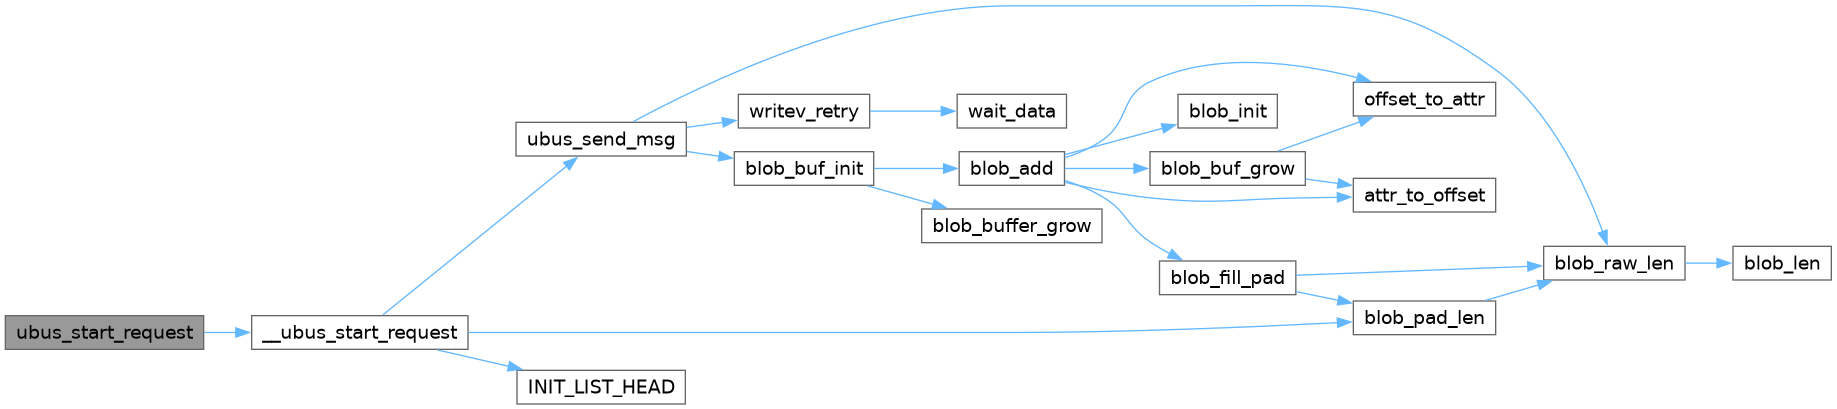 ubus_start_request
__ubus_start_request
ubus_send_msg
INIT_LIST_HEAD
writev_retry
blob_buf_init
wait_data
blob_add
blob_buffer_grow
blob_init
blob_buf_grow
blob_fill_pad
offset_to_attr
attr_to_offset
blob_pad_len
blob_raw_len
blob_len